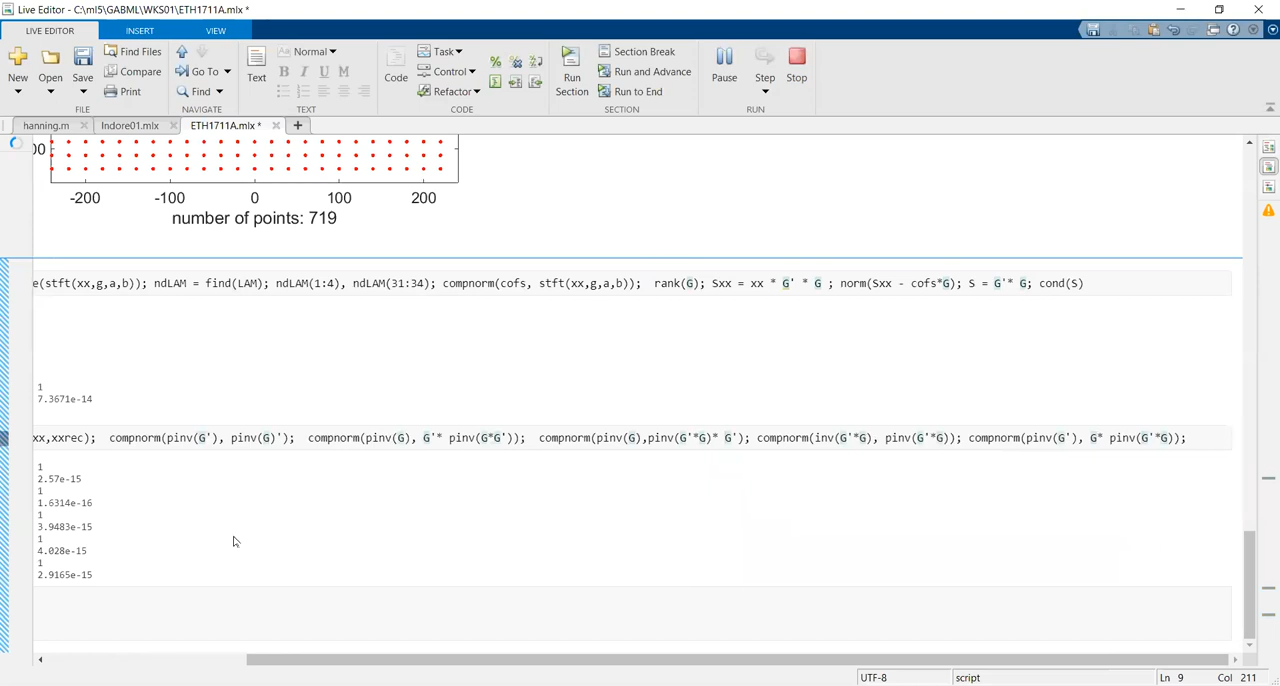 Live Editor - C:\ml5\GABML\WKS01\ETH1711A.mlx *
LIVE EDITOR
INSERT
VIEW
New
Open
Save
Find Files
Compare
Print
FILE
Go To
Find
NAVIGATE
Text
Aa Normal
B I U M
TEXT
Code
Task
Control
Refactor
CODE
Run
Section
Section Break
Run and Advance
Run to End
SECTION
Pause
Step
Stop
RUN
hanning.m
Indore01.mlx
ETH1711A.mlx *
00
-200 -100 0 100 200
number of points: 719
e(stft(xx,g,a,b)); ndLAM = find(LAM); ndLAM(1:4), ndLAM(31:34); compnorm(cofs, stft(xx,g,a,b)); rank(G); Sxx = xx * G' * G ; norm(Sxx - cofs*G); S = G'* G; cond(S)
1
7.3671e-14
xx,xxrec); compnorm(pinv(G'), pinv(G)'); compnorm(pinv(G), G'* pinv(G*G')); compnorm(pinv(G),pinv(G'*G)* G'); compnorm(inv(G'*G), pinv(G'*G)); compnorm(pinv(G'), G* pinv(G'*G));
1
2.57e-15
1
1.6314e-16
1
3.9483e-15
1
4.028e-15
1
2.9165e-15
UTF-8
script
Ln 9
Col 211